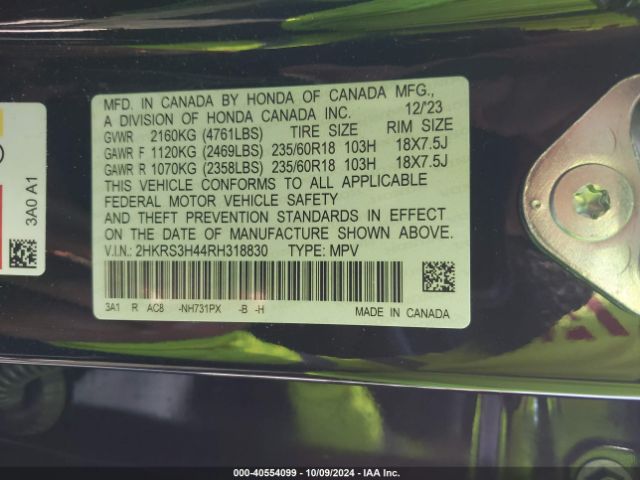 MFD. IN CANADA BY HONDA OF CANADA MFG.,
A DIVISION OF HONDA CANADA INC. 12/23
GVWR 2160KG (4761LBS) TIRE SIZE RIM SIZE
GAWR F 1120KG (2469LBS) 235/60R18 103H 18X7.5J
GAWR R 1070KG (2358LBS) 235/60R18 103H 18X7.5J
THIS VEHICLE CONFORMS TO ALL APPLICABLE
FEDERAL MOTOR VEHICLE SAFETY
AND THEFT PREVENTION STANDARDS IN EFFECT
ON THE DATE OF MANUFACTURE SHOWN ABOVE.
V.I.N.: 2HKRS3H44RH318830 TYPE: MPV
3A1 R AC8 -NH731PX -B -H
MADE IN CANADA
3A0 A1
000-40554099 - 10/09/2024 - IAA Inc.